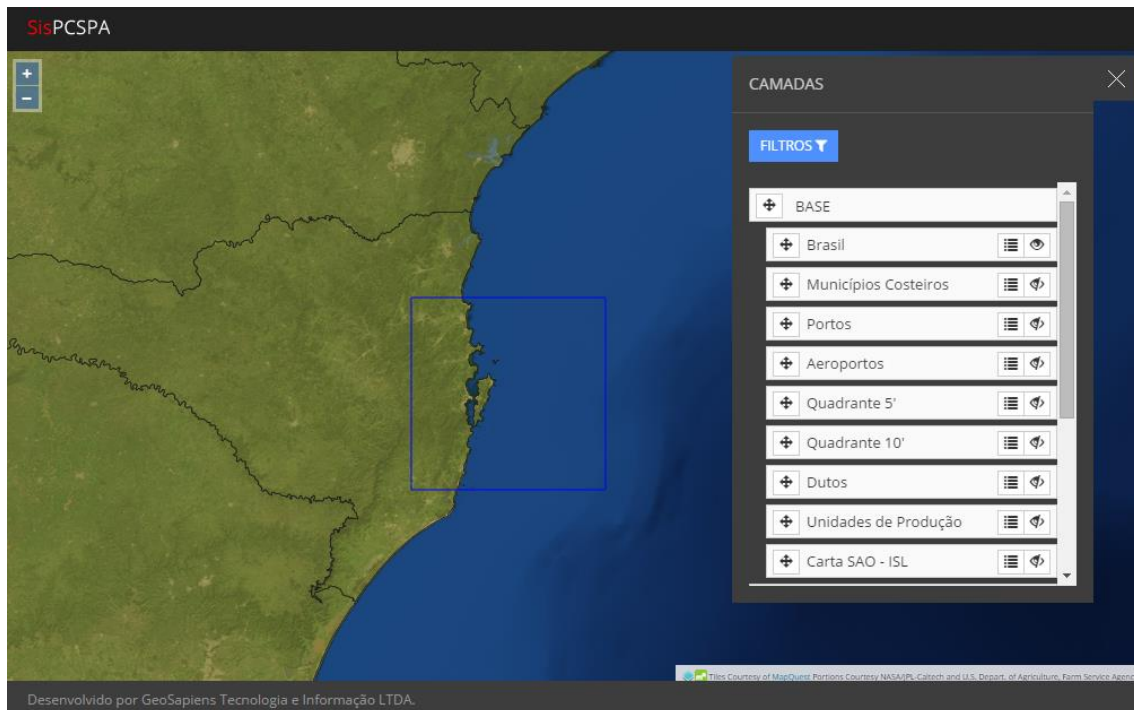 SisPCSPA
+
−
CAMADAS
FILTROS
BASE
Brasil
Municípios Costeiros
Portos
Aeroportos
Quadrante 5'
Quadrante 10'
Dutos
Unidades de Produção
Carta SAO - ISL
Tiles Courtesy of MapQuest Portions Courtesy NASA/JPL-Caltech and U.S. Depart. of Agriculture, Farm Service Agenc
Desenvolvido por GeoSapiens Tecnologia e Informação LTDA.